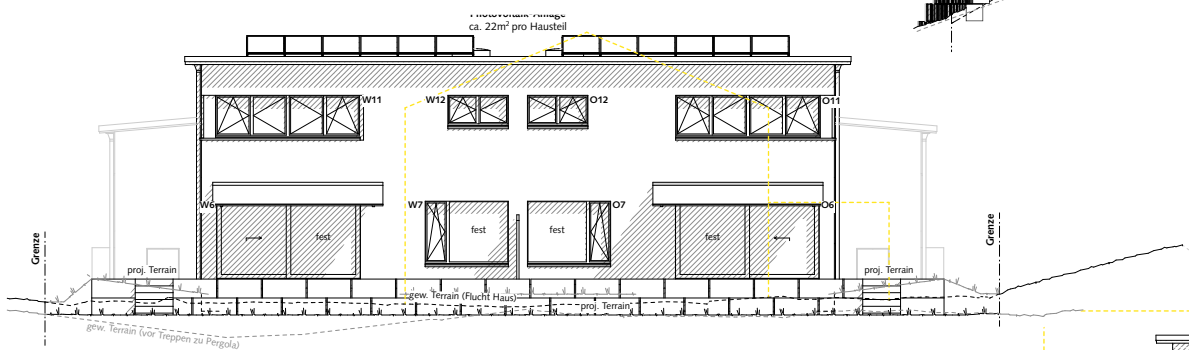 Photovoltaik-Anlage
ca. 22m² pro Hausteil
W11
W12
O12
O11
W6
W7
O7
O6
fest
fest
fest
fest
Grenze
Grenze
proj. Terrain
proj. Terrain
gew. Terrain (Flucht Haus)
proj. Terrain
gew. Terrain (vor Treppen zu Pergola)